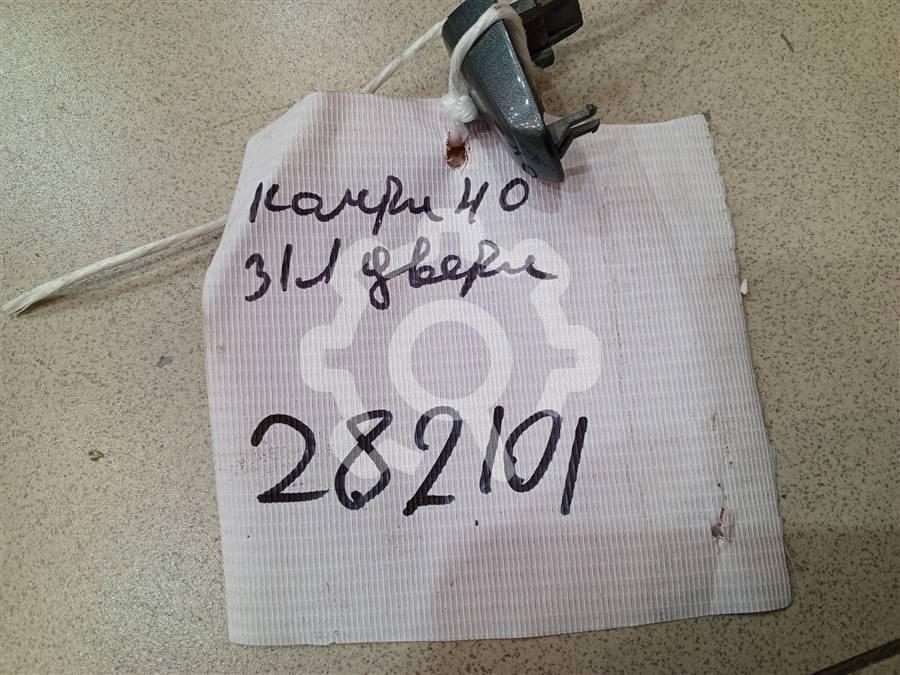 камри 40
з/л двери
282101